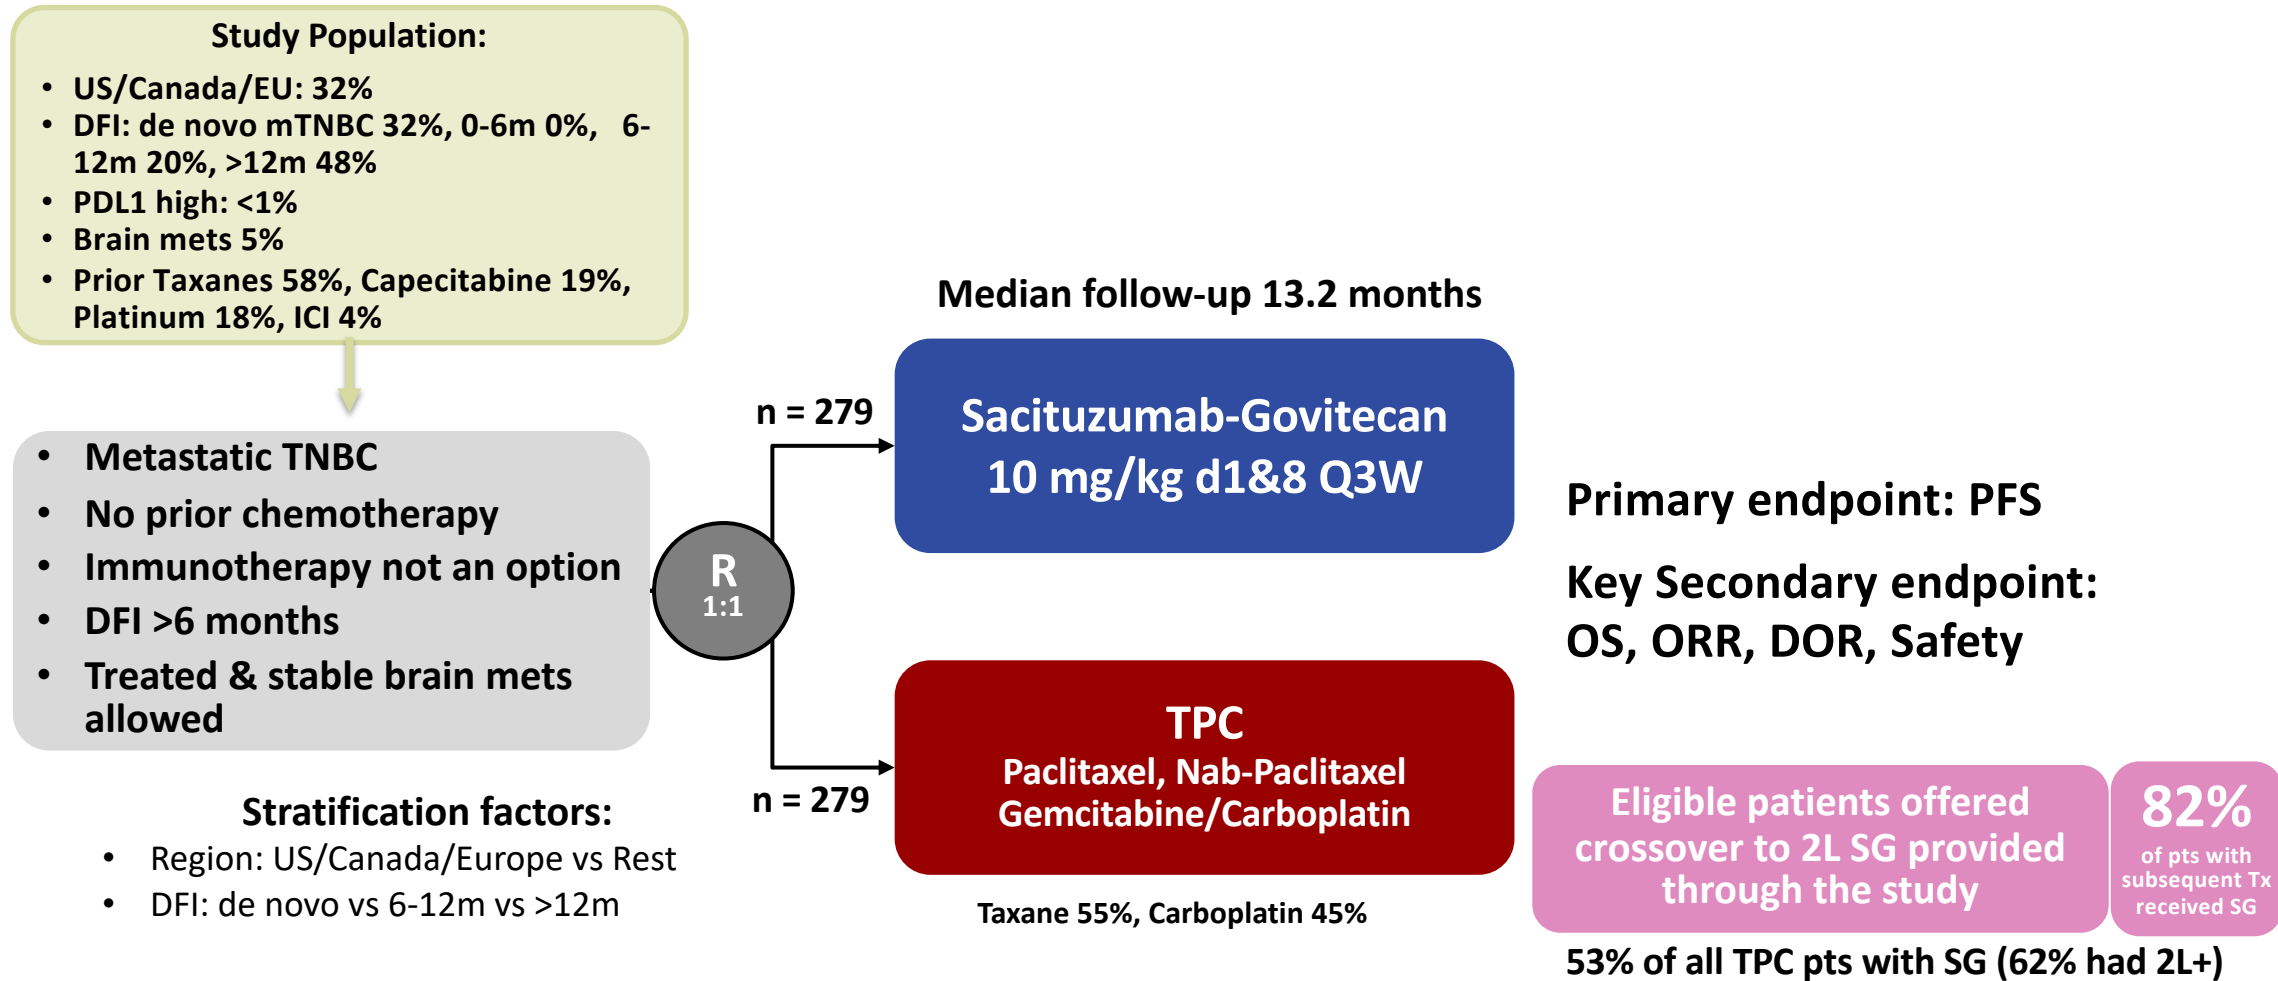 Study Population:
• US/Canada/EU: 32%
• DFI: de novo mTNBC 32%, 0-6m 0%, 6-
12m 20%, >12m 48%
• PDL1 high: <1%
• Brain mets 5%
• Prior Taxanes 58%, Capecitabine 19%,
Platinum 18%, ICI 4%
• Metastatic TNBC
• No prior chemotherapy
• Immunotherapy not an option
• DFI >6 months
• Treated & stable brain mets
allowed
Stratification factors:
• Region: US/Canada/Europe vs Rest
• DFI: de novo vs 6-12m vs >12m
R
1:1
n = 279
n = 279
Median follow-up 13.2 months
Sacituzumab-Govitecan
10 mg/kg d1&8 Q3W
TPC
Paclitaxel, Nab-Paclitaxel
Gemcitabine/Carboplatin
Taxane 55%, Carboplatin 45%
Primary endpoint: PFS
Key Secondary endpoint:
OS, ORR, DOR, Safety
Eligible patients offered
crossover to 2L SG provided
through the study
82%
of pts with
subsequent Tx
received SG
53% of all TPC pts with SG (62% had 2L+)